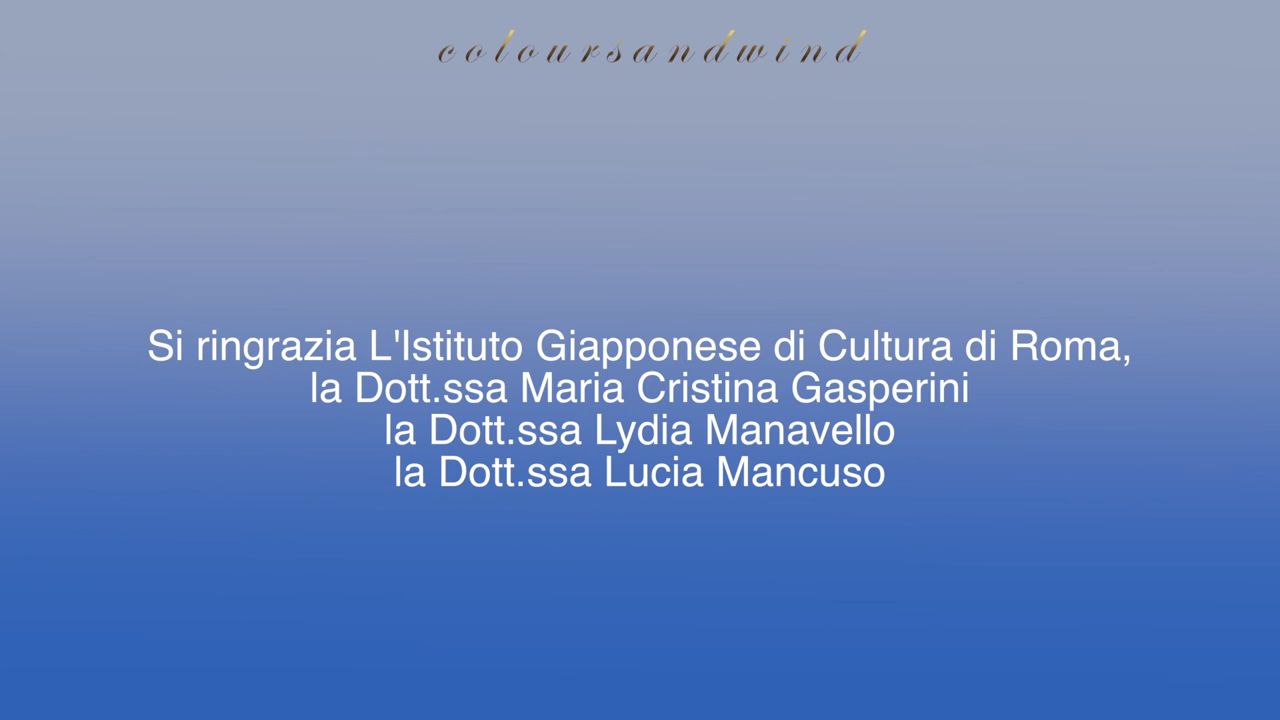 coloursandwind
Si ringrazia L'Istituto Giapponese di Cultura di Roma,
la Dott.ssa Maria Cristina Gasperini
la Dott.ssa Lydia Manavello
la Dott.ssa Lucia Mancuso